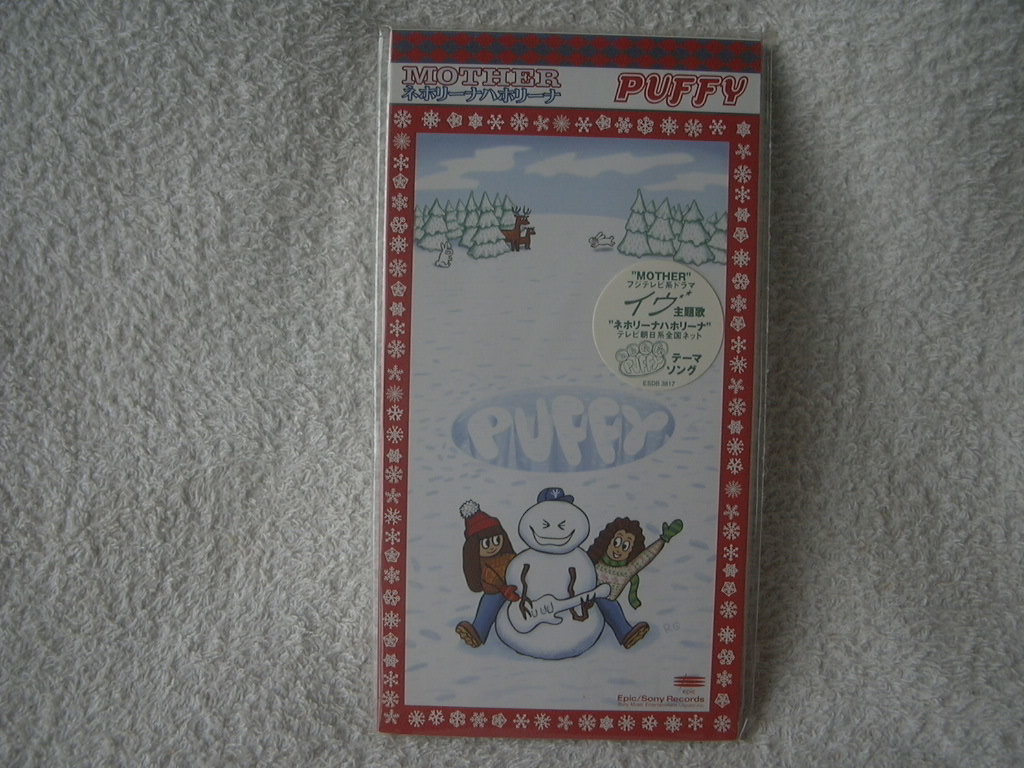 MOTHER
ネホリーナハホリーナ
PUFFY
"MOTHER"
フジテレビ系ドラマ
イヴ 主題歌
"ネホリーナハホリーナ"
テレビ朝日系全国ネット
PUFFY
テーマ
ソング
ESDB 3817
PUFFY
R.G
epic
Epic/Sony Records